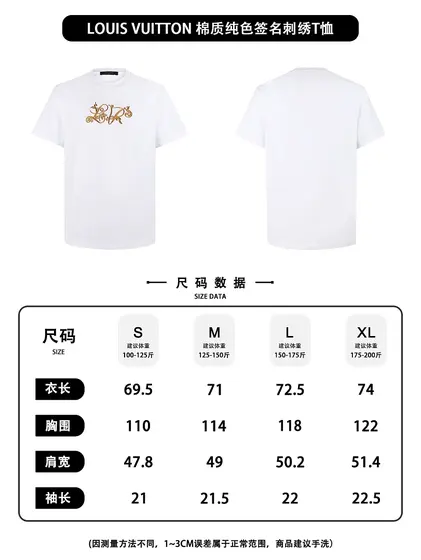 LOUIS VUITTON 棉质纯色签名刺绣T恤
尺码数据
SIZE DATA
尺码 S M L XL
SIZE 建议体重 建议体重 建议体重 建议体重
100-125斤 125-150斤 150-175斤 175-200斤
衣长 69.5 71 72.5 74
胸围 110 114 118 122
肩宽 47.8 49 50.2 51.4
袖长 21 21.5 22 22.5
(因测量方法不同，1~3CM误差属于正常范围，商品建议手洗)